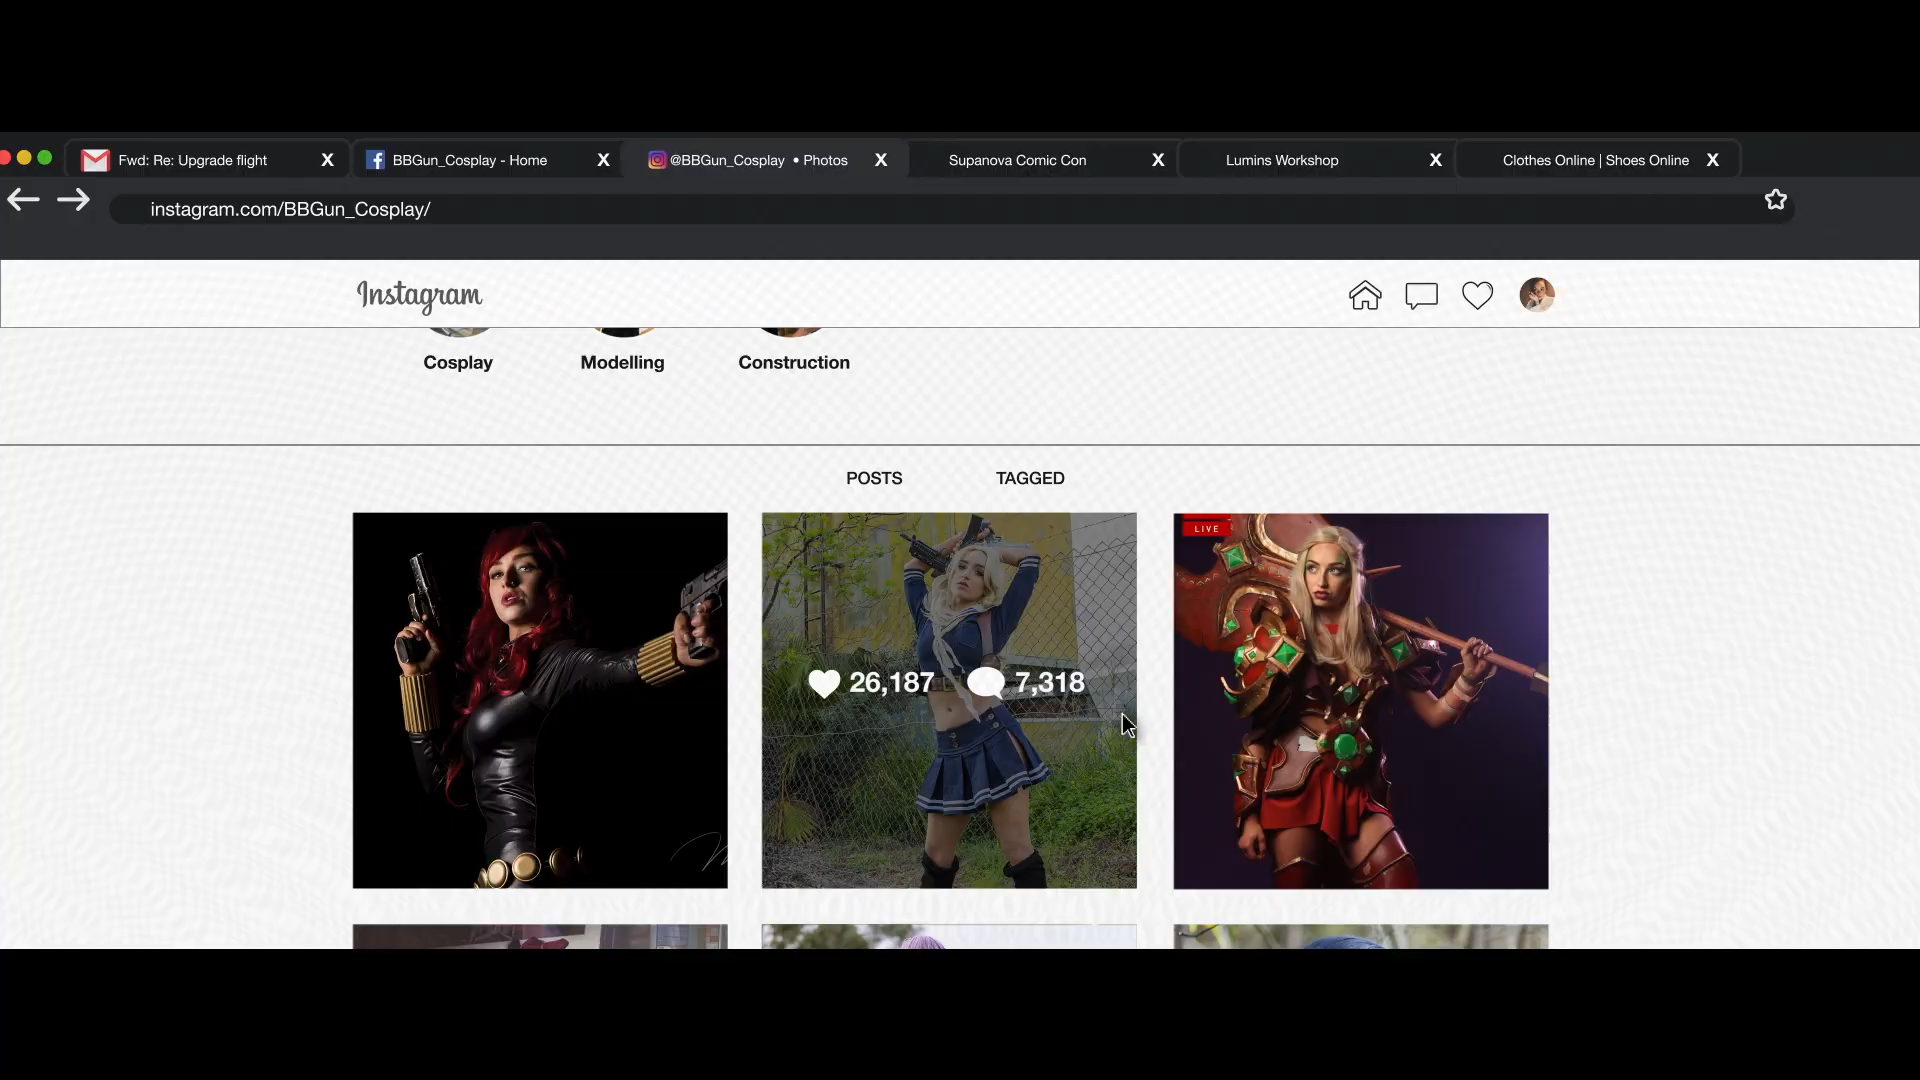 Fwd: Re: Upgrade flight X
BBGun_Cosplay - Home X
@BBGun_Cosplay • Photos X
Supanova Comic Con X
Lumins Workshop X
Clothes Online | Shoes Online X
instagram.com/BBGun_Cosplay/
Instagram
Cosplay
Modelling
Construction
POSTS
TAGGED
26,187
7,318
LIVE